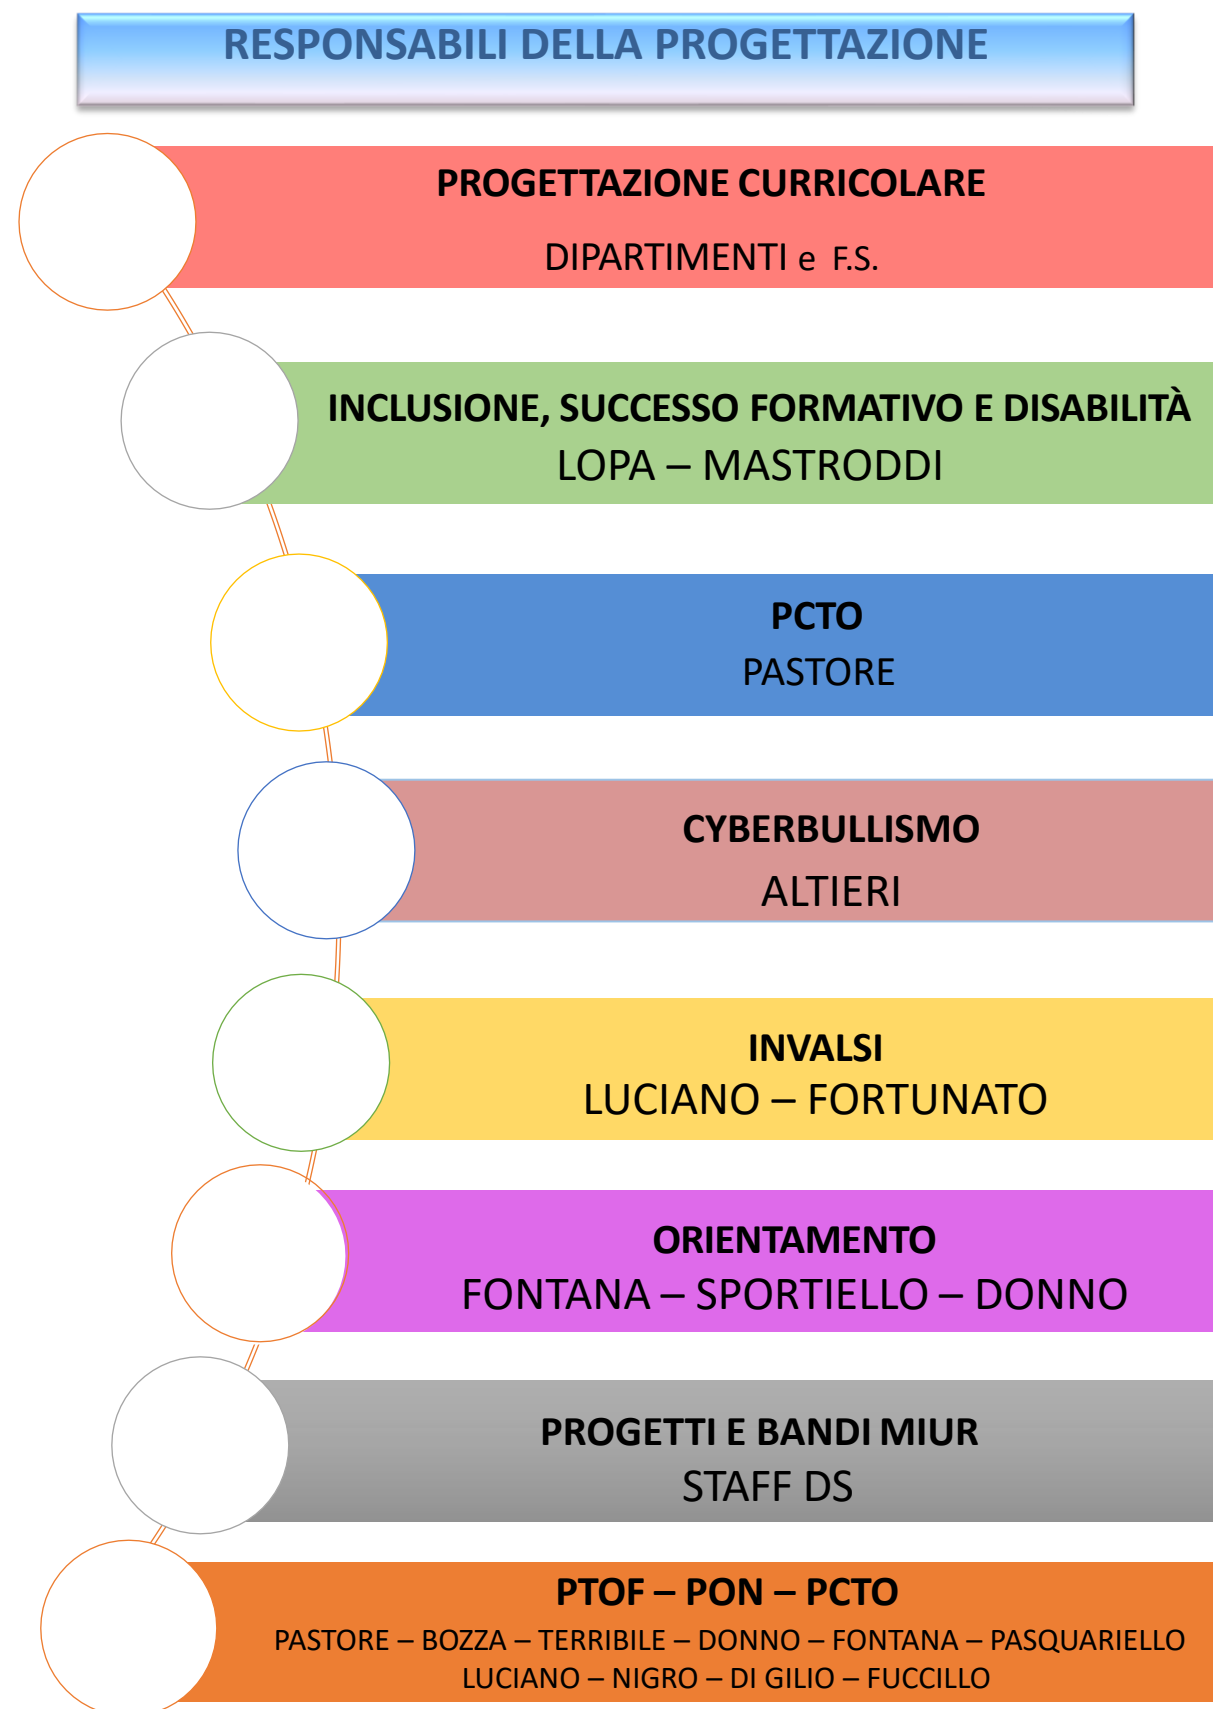 RESPONSABILI DELLA PROGETTAZIONE
PROGETTAZIONE CURRICOLARE
DIPARTIMENTI e F.S.
INCLUSIONE, SUCCESSO FORMATIVO E DISABILITÀ
LOPA – MASTRODDI
PCTO
PASTORE
CYBERBULLISMO
ALTIERI
INVALSI
LUCIANO – FORTUNATO
ORIENTAMENTO
FONTANA – SPORTIELLO – DONNO
PROGETTI E BANDI MIUR
STAFF DS
PTOF – PON – PCTO
PASTORE – BOZZA – TERRIBILE – DONNO – FONTANA – PASQUARIELLO
LUCIANO – NIGRO – DI GILIO – FUCCILLO